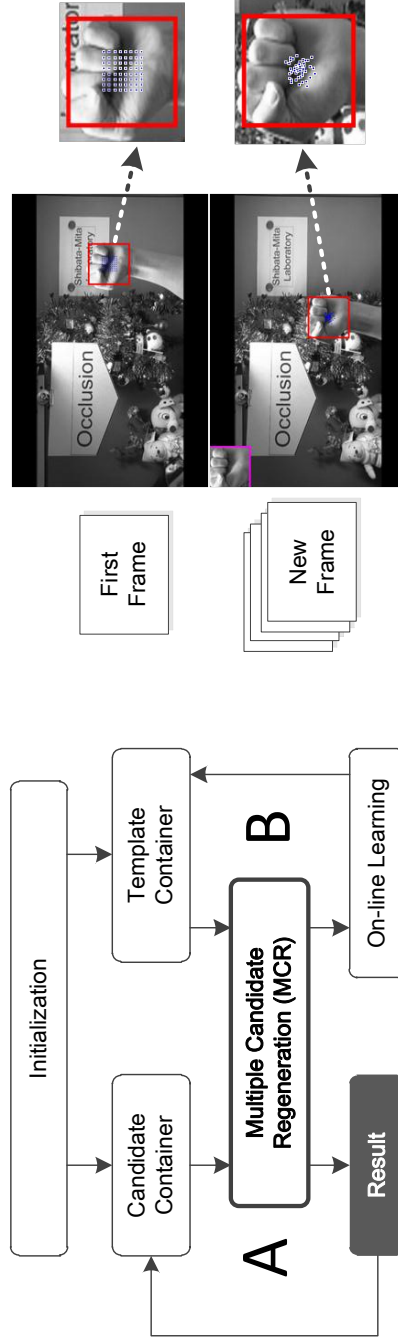 Initialization
Candidate
Container
Template
Container
A
Multiple Candidate
Regeneration (MCR)
B
Result
On-line Learning
First
Frame
New
Frame
Occlusion
Shibata-Mita
Occlusion
Shibata-Mita
Laboratory